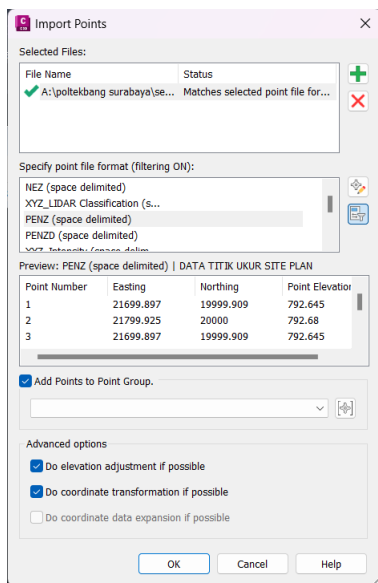 Import Points
Selected Files:
File Name Status
A:\poltekbang surabaya\se... Matches selected point file for...
Specify point file format (filtering ON):
NEZ (space delimited)
XYZ_LIDAR Classification (s...
PENZ (space delimited)
PENZD (space delimited)
XYZ_Intensity (space delim...
Preview: PENZ (space delimited) | DATA TITIK UKUR SITE PLAN
Point Number Easting Northing Point Elevation
1 21699.897 19999.909 792.645
2 21799.925 20000 792.68
3 21699.897 19999.909 792.645
Add Points to Point Group.
Advanced options
Do elevation adjustment if possible
Do coordinate transformation if possible
Do coordinate data expansion if possible
OK Cancel Help